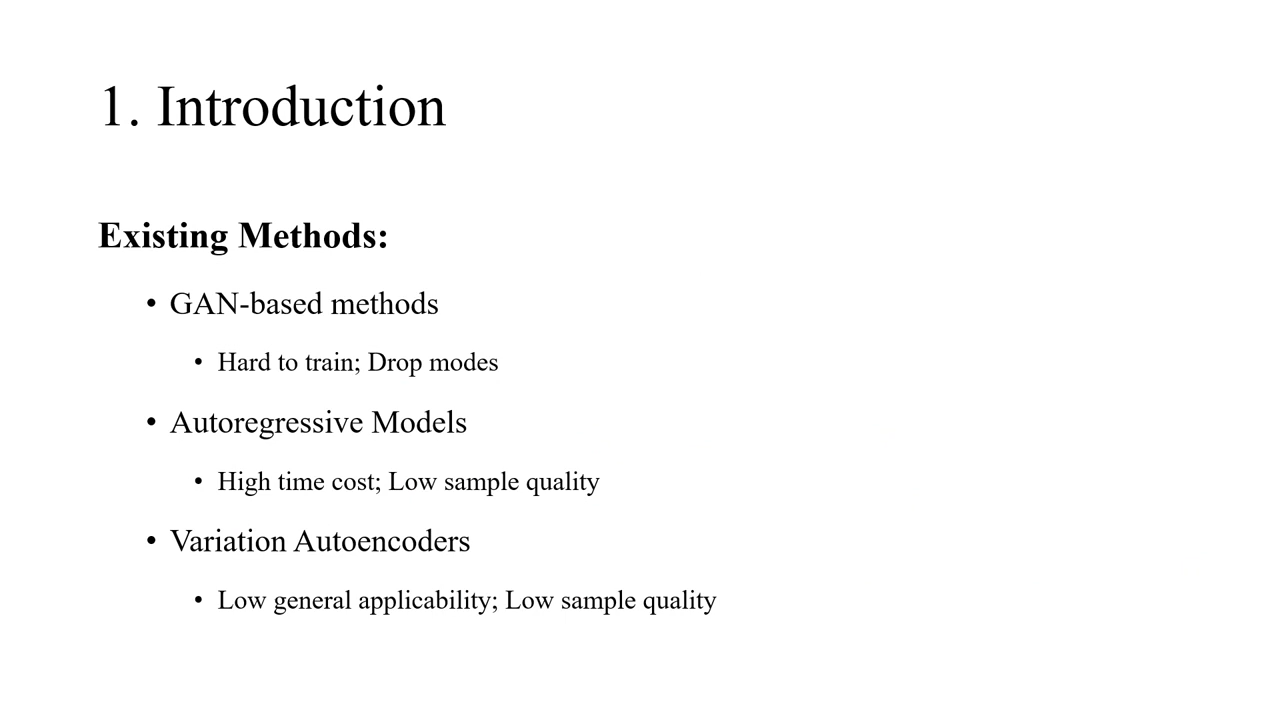 1. Introduction
Existing Methods:
• GAN-based methods
• Hard to train; Drop modes
• Autoregressive Models
• High time cost; Low sample quality
• Variation Autoencoders
• Low general applicability; Low sample quality